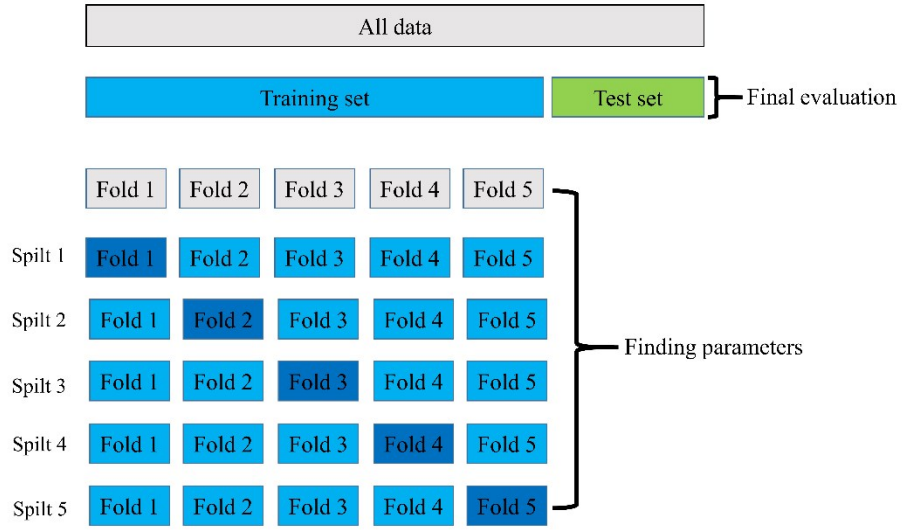 All data
Training set Test set Final evaluation
Fold 1 Fold 2 Fold 3 Fold 4 Fold 5
Spilt 1 Fold 1 Fold 2 Fold 3 Fold 4 Fold 5
Spilt 2 Fold 1 Fold 2 Fold 3 Fold 4 Fold 5
Finding parameters
Spilt 3 Fold 1 Fold 2 Fold 3 Fold 4 Fold 5
Spilt 4 Fold 1 Fold 2 Fold 3 Fold 4 Fold 5
Spilt 5 Fold 1 Fold 2 Fold 3 Fold 4 Fold 5